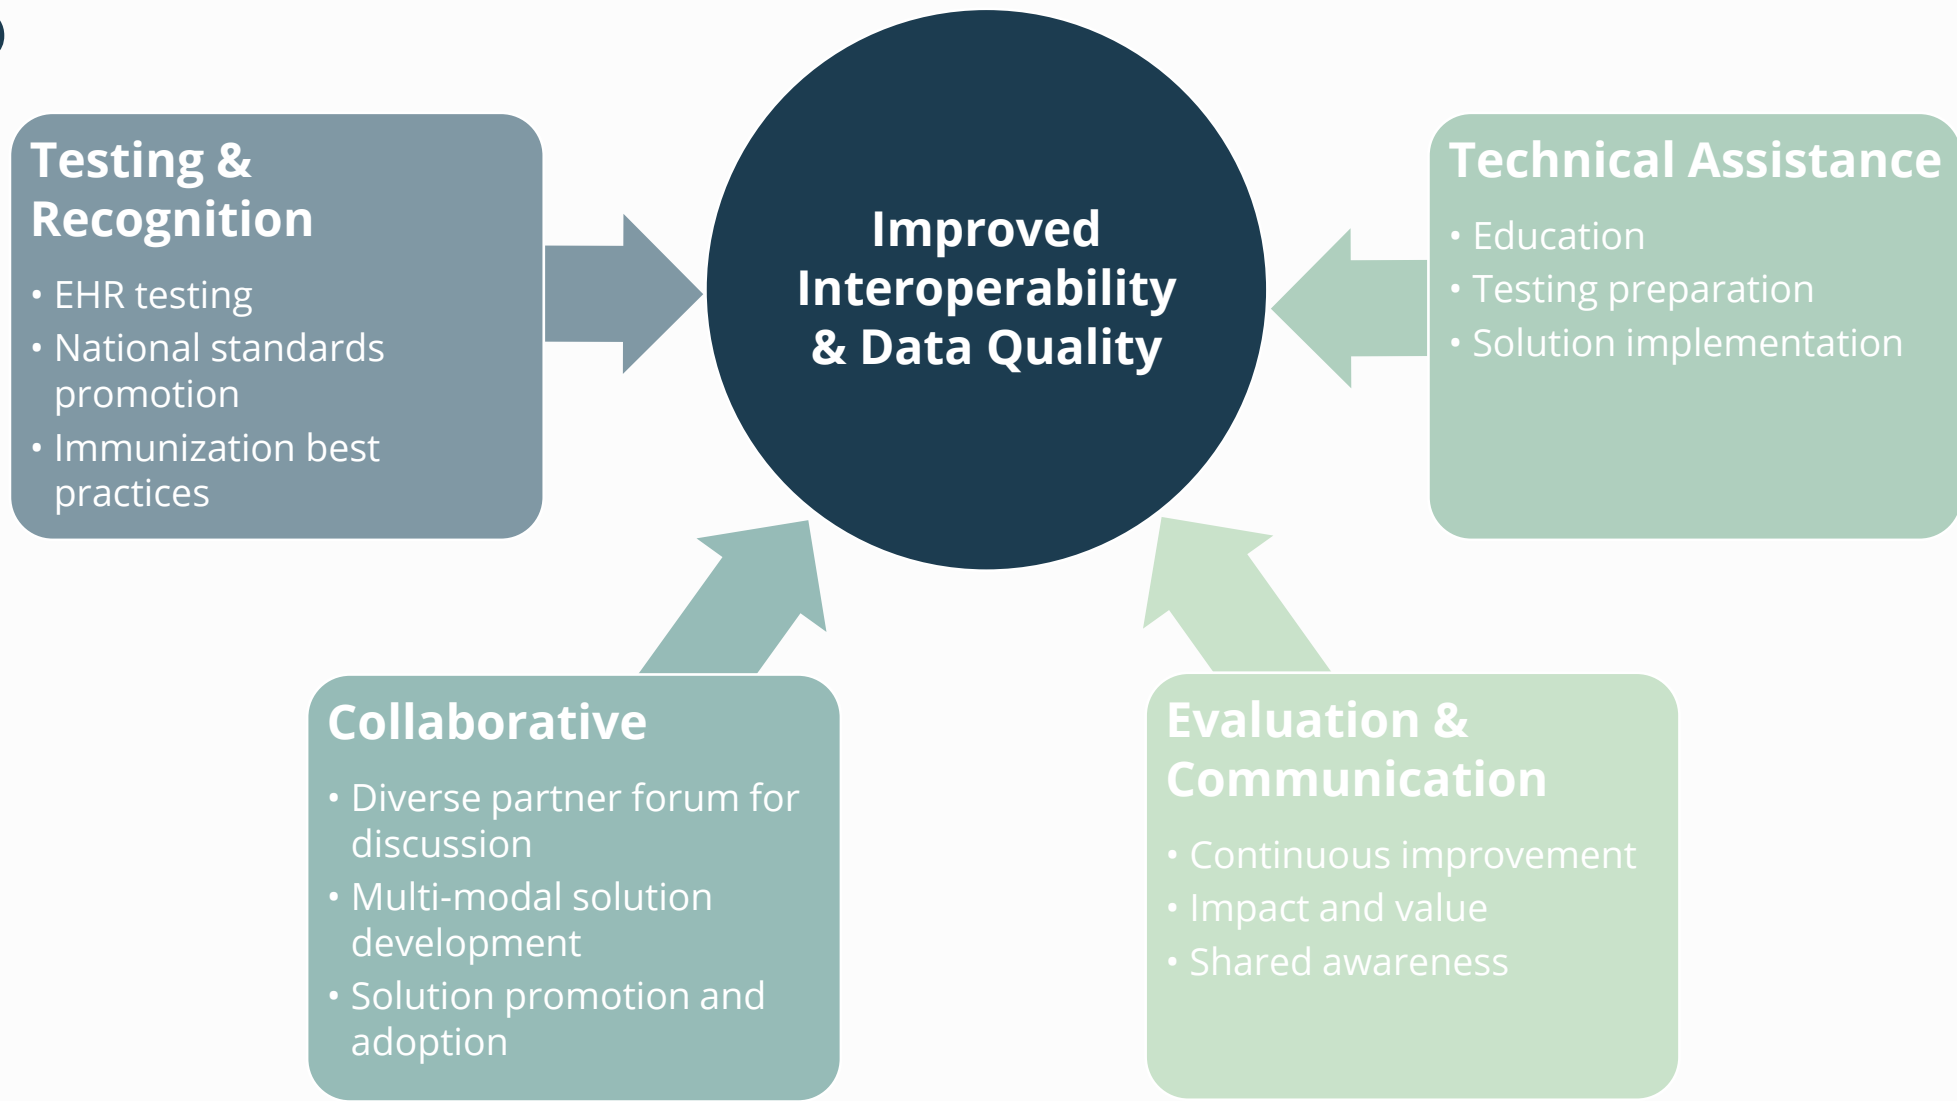 Testing &
Recognition
• EHR testing
• National standards
promotion
• Immunization best
practices
Improved
Interoperability
& Data Quality
Technical Assistance
• Education
• Testing preparation
• Solution implementation
Collaborative
• Diverse partner forum for
discussion
• Multi-modal solution
development
• Solution promotion and
adoption
Evaluation &
Communication
• Continuous improvement
• Impact and value
• Shared awareness